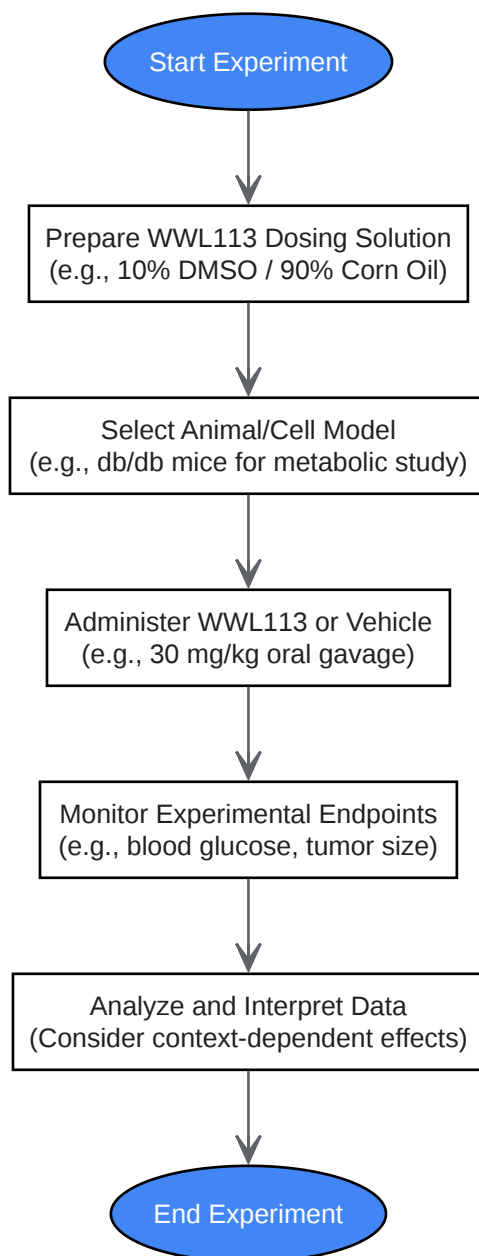 Start Experiment
Prepare WWL113 Dosing Solution
(e.g., 10% DMSO / 90% Corn Oil)
Select Animal/Cell Model
(e.g., db/db mice for metabolic study)
Administer WWL113 or Vehicle
(e.g., 30 mg/kg oral gavage)
Monitor Experimental Endpoints
(e.g., blood glucose, tumor size)
Analyze and Interpret Data
(Consider context-dependent effects)
End Experiment